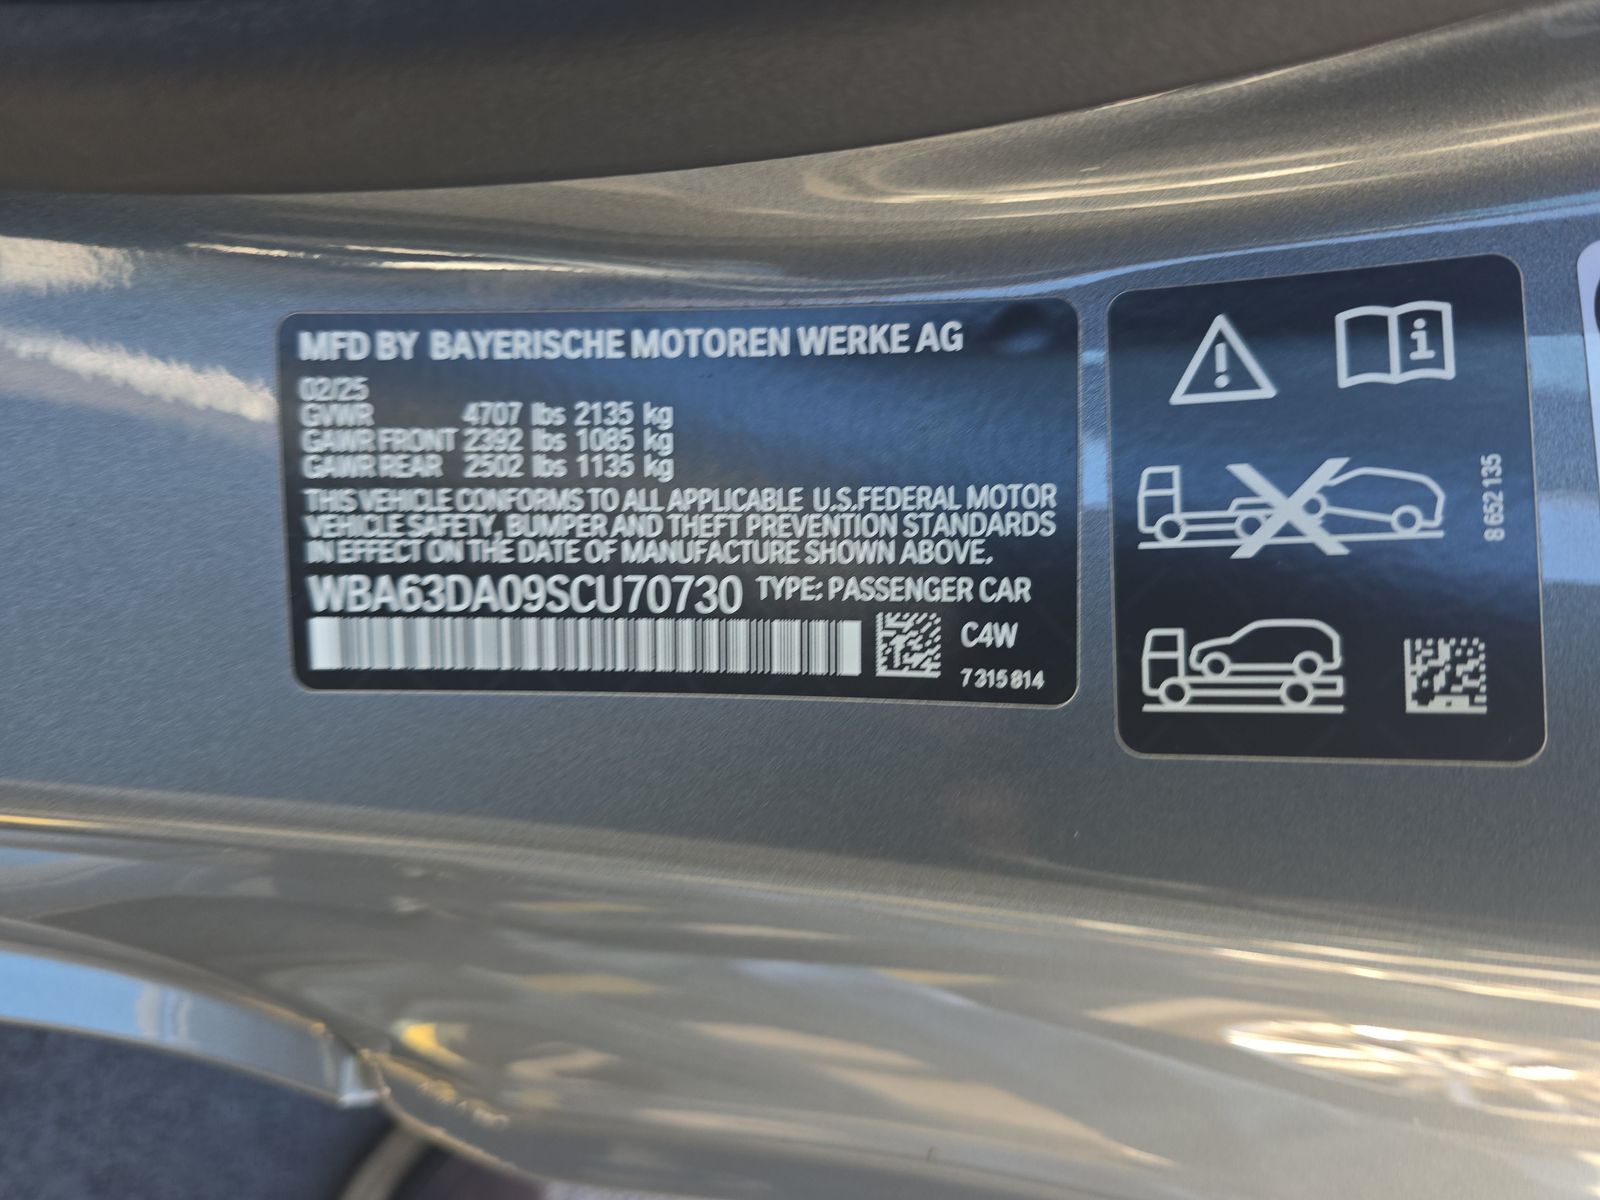 MFD BY BAYERISCHE MOTOREN WERKE AG
02/25
GVWR 4707 lbs 2135 kg
GAWR FRONT 2392 lbs 1085 kg
GAWR REAR 2502 lbs 1135 kg
THIS VEHICLE CONFORMS TO ALL APPLICABLE U.S.FEDERAL MOTOR
VEHICLE SAFETY, BUMPER AND THEFT PREVENTION STANDARDS
IN EFFECT ON THE DATE OF MANUFACTURE SHOWN ABOVE.
WBA63DA09SCU70730 TYPE: PASSENGER CAR
C4W
7 315 814
8 652 135